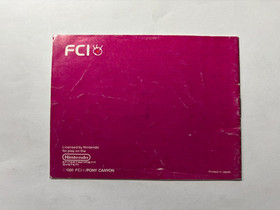 FCI
Licensed by Nintendo
for play on the
Nintendo
FCI/PONY CANYON
Printed in Japan